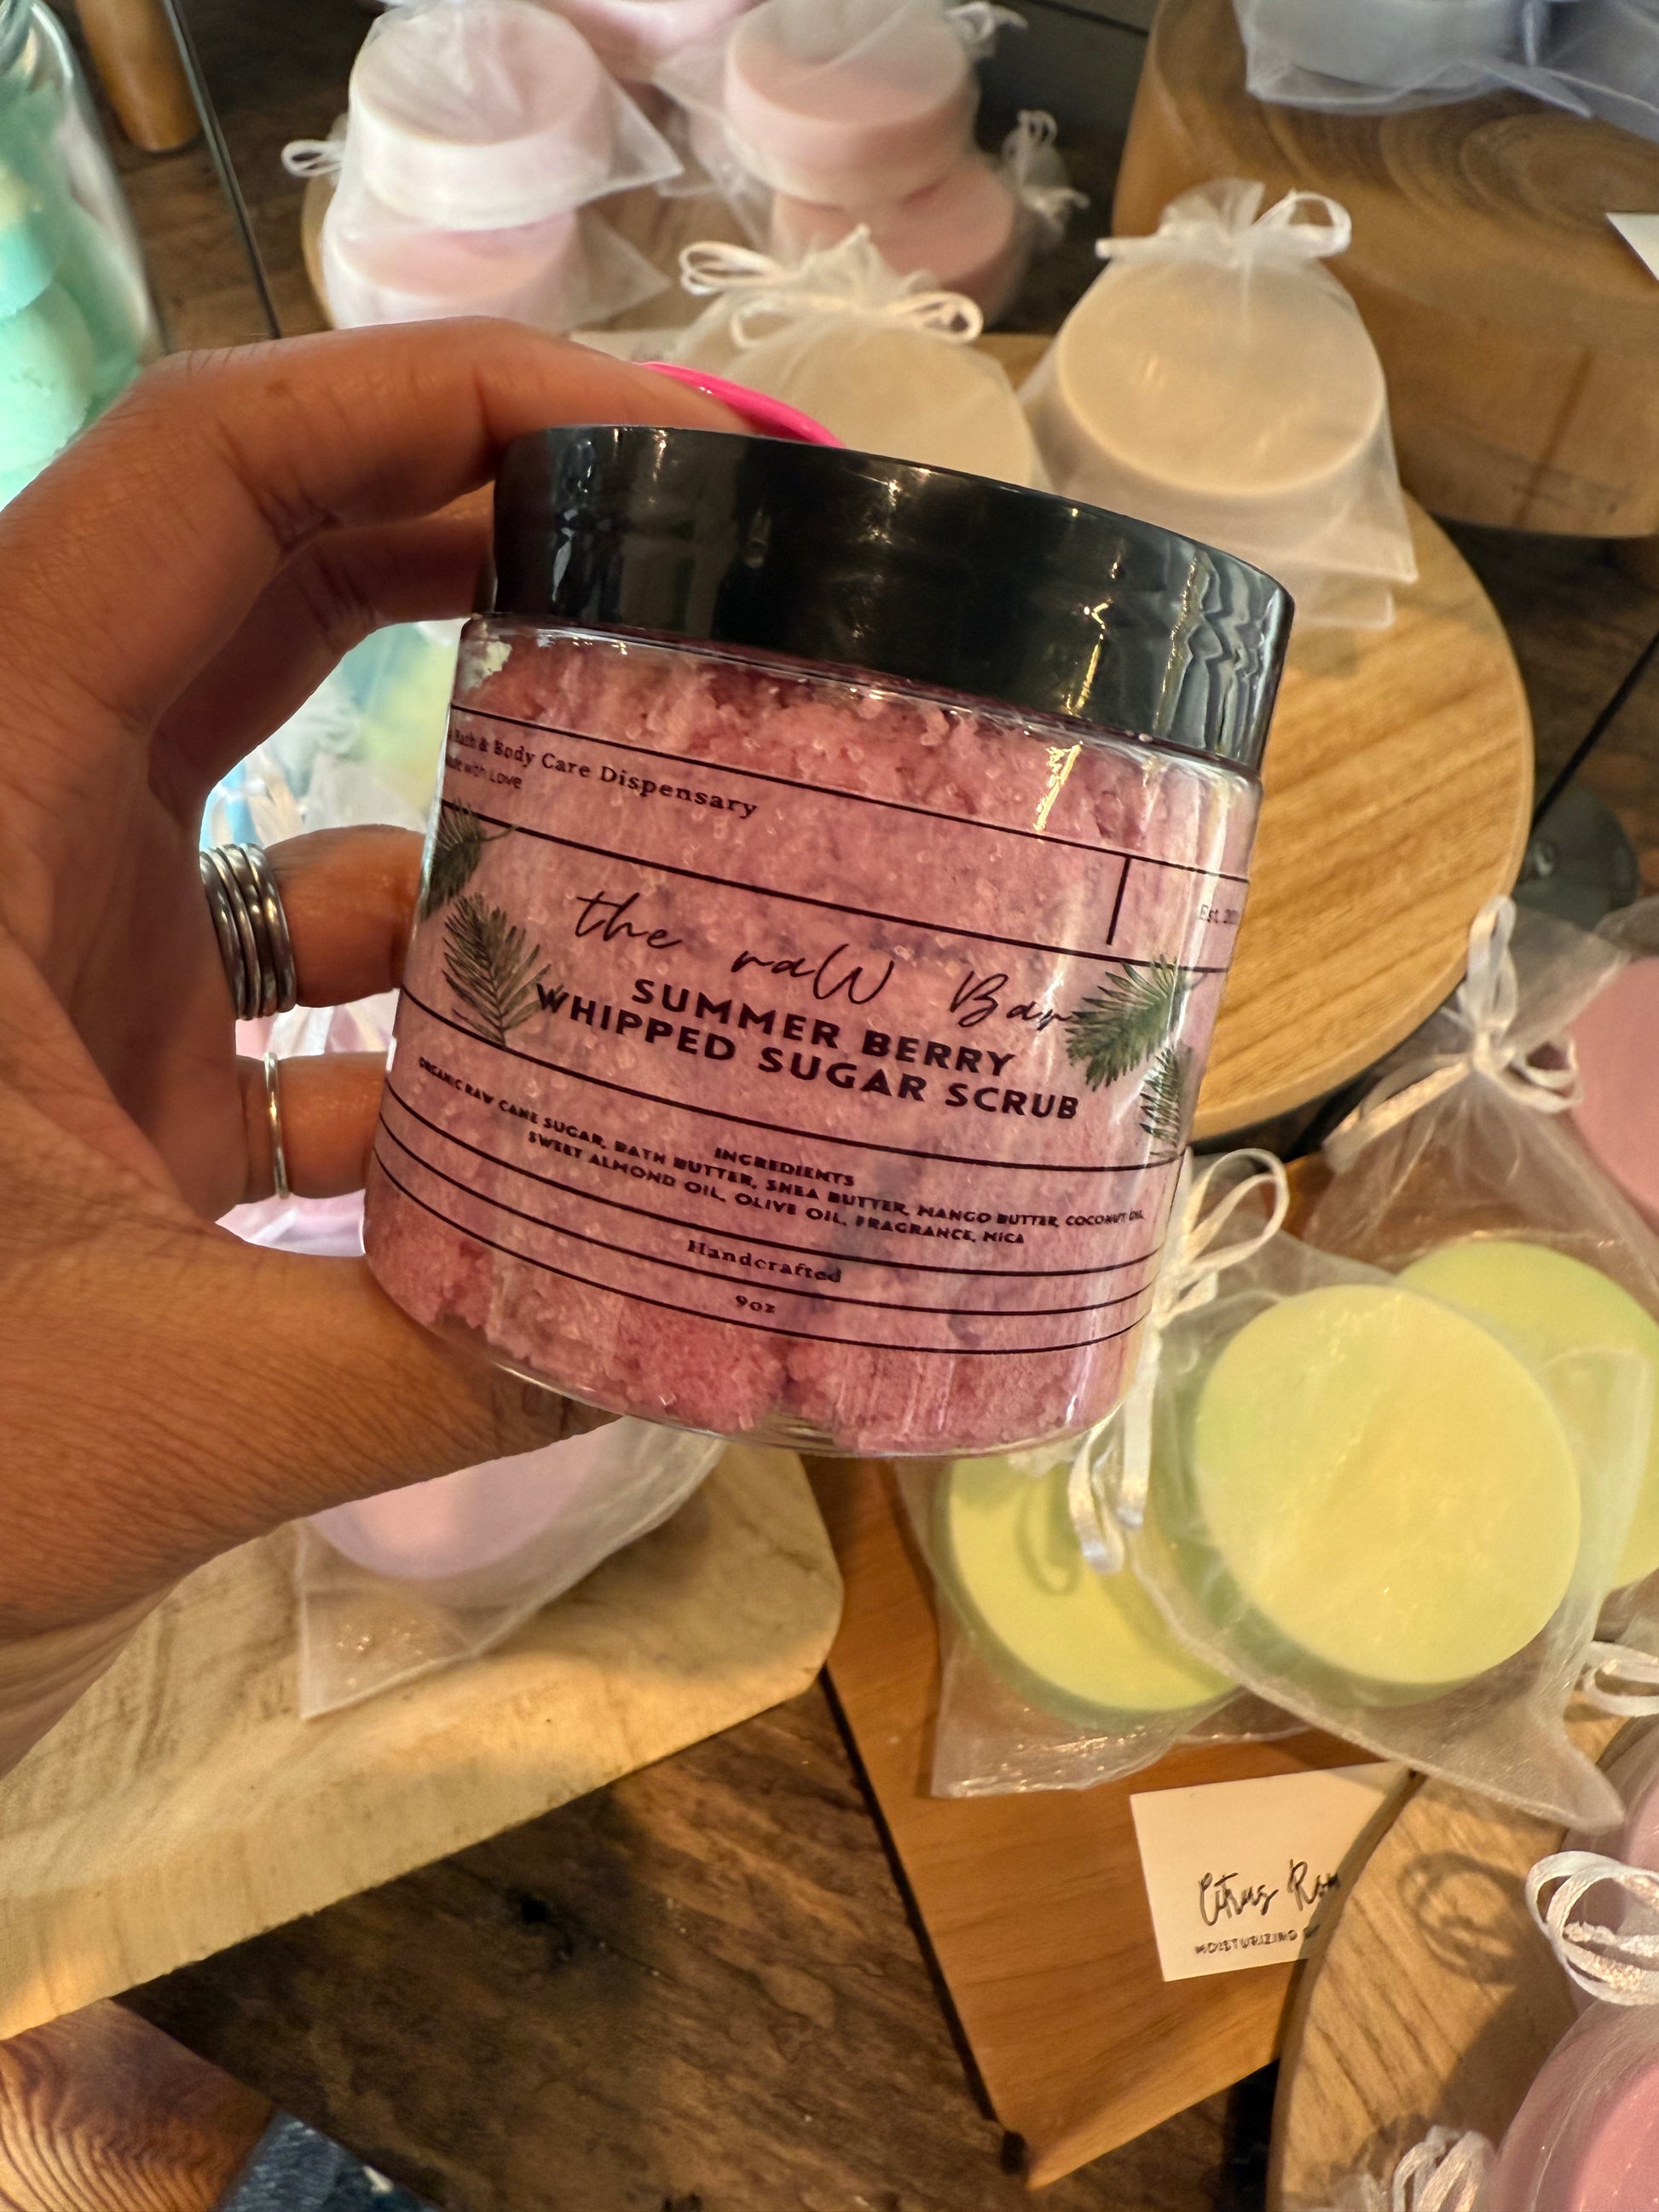 Bath & Body Care Dispensary
with Love
Est.
the raW Bar
SUMMER BERRY
WHIPPED SUGAR SCRUB
INGREDIENTS
ORGANIC RAW CANE SUGAR, BATH BUTTER, SHEA BUTTER, MANGO BUTTER, COCONUT OIL,
SWEET ALMOND OIL, OLIVE OIL, FRAGRANCE, MICA
Handcrafted
9oz
Citrus
MOISTURIZING